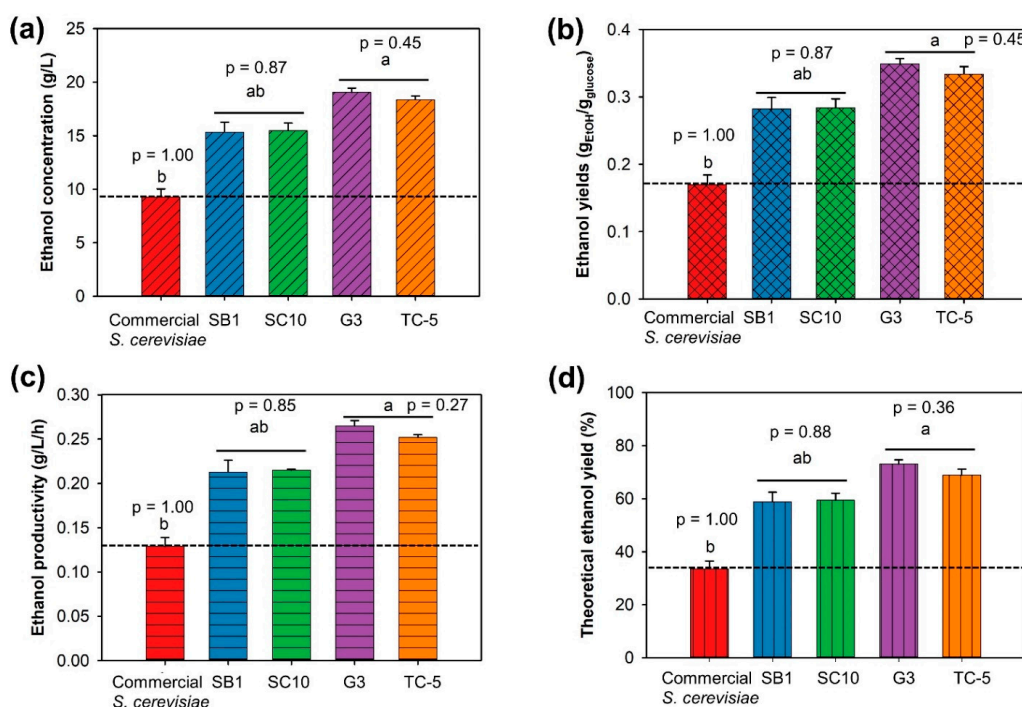 (a)
Ethanol concentration (g/L)
25
20
15
10
5
0
p = 1.00
b
p = 0.87
ab
p = 0.45
a
Commercial SB1 SC10 G3 TC-5
S. cerevisiae
(b)
Ethanol yields (gEtOH/gglucose)
0.4
0.3
0.2
0.1
0.0
p = 1.00
b
p = 0.87
ab
a p = 0.45
Commercial SB1 SC10 G3 TC-5
S. cerevisiae
(c)
Ethanol productivity (g/L/h)
0.30
0.25
0.20
0.15
0.10
0.05
0.00
p = 1.00
b
p = 0.85
ab
a p = 0.27
Commercial SB1 SC10 G3 TC-5
S. cerevisiae
(d)
Theoretical ethanol yield (%)
100
80
60
40
20
0
p = 1.00
b
p = 0.88
ab
p = 0.36
a
Commercial SB1 SC10 G3 TC-5
S. cerevisiae